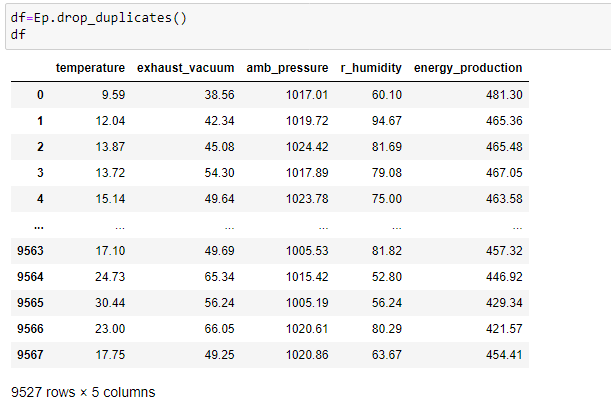 df=Ep.drop_duplicates()
df
temperature exhaust_vacuum amb_pressure r_humidity energy_production
0 9.59 38.56 1017.01 60.10 481.30
1 12.04 42.34 1019.72 94.67 465.36
2 13.87 45.08 1024.42 81.69 465.48
3 13.72 54.30 1017.89 79.08 467.05
4 15.14 49.64 1023.78 75.00 463.58
... ... ... ... ... ...
9563 17.10 49.69 1005.53 81.82 457.32
9564 24.73 65.34 1015.42 52.80 446.92
9565 30.44 56.24 1005.19 56.24 429.34
9566 23.00 66.05 1020.61 80.29 421.57
9567 17.75 49.25 1020.86 63.67 454.41
9527 rows × 5 columns